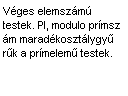 Véges elemszámú
testek. Pl, modulo prímsz
ám maradékosztálygyű
rűk a prímelemű testek.